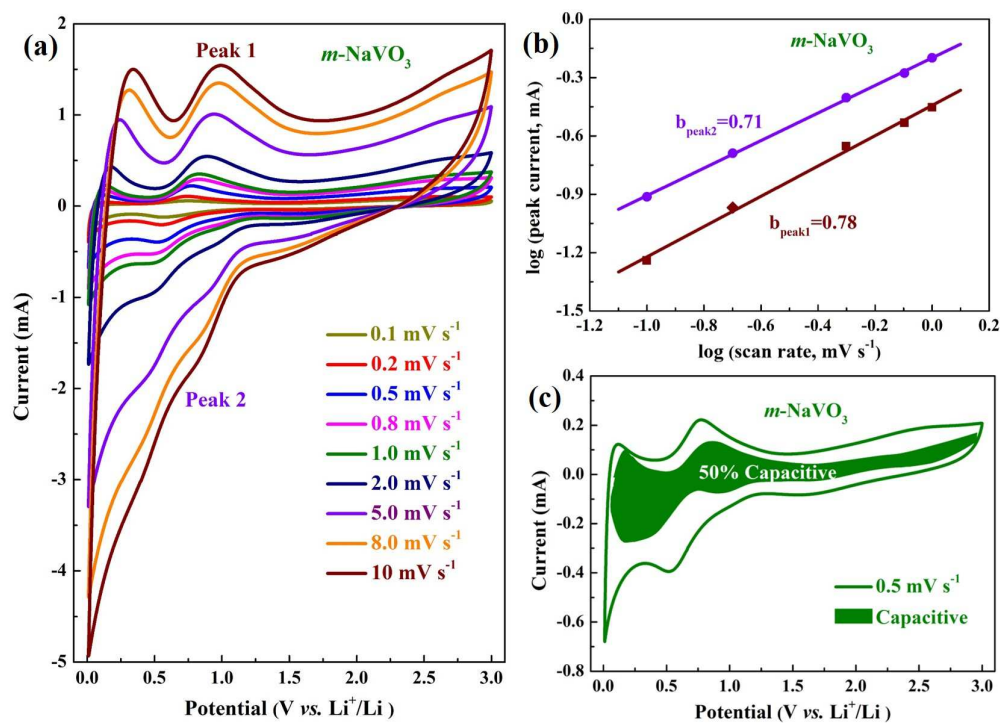 (a)
Peak 1
m-NaVO₃
2
1
0
-1
-2
-3
-4
-5
Current (mA)
Peak 2
0.1 mV s⁻¹
0.2 mV s⁻¹
0.5 mV s⁻¹
0.8 mV s⁻¹
1.0 mV s⁻¹
2.0 mV s⁻¹
5.0 mV s⁻¹
8.0 mV s⁻¹
10 mV s⁻¹
0.0 0.5 1.0 1.5 2.0 2.5 3.0
Potential (V vs. Li⁺/Li)
(b)
m-NaVO₃
-0.0
-0.3
-0.6
-0.9
-1.2
-1.5
log (peak current, mA)
bpeak2=0.71
bpeak1=0.78
-1.2 -1.0 -0.8 -0.6 -0.4 -0.2 0.0 0.2
log (scan rate, mV s⁻¹)
(c)
m-NaVO₃
0.4
0.2
0.0
-0.2
-0.4
-0.6
-0.8
Current (mA)
50% Capacitive
0.5 mV s⁻¹
Capacitive
0.0 0.5 1.0 1.5 2.0 2.5 3.0
Potential (V vs. Li⁺/Li)